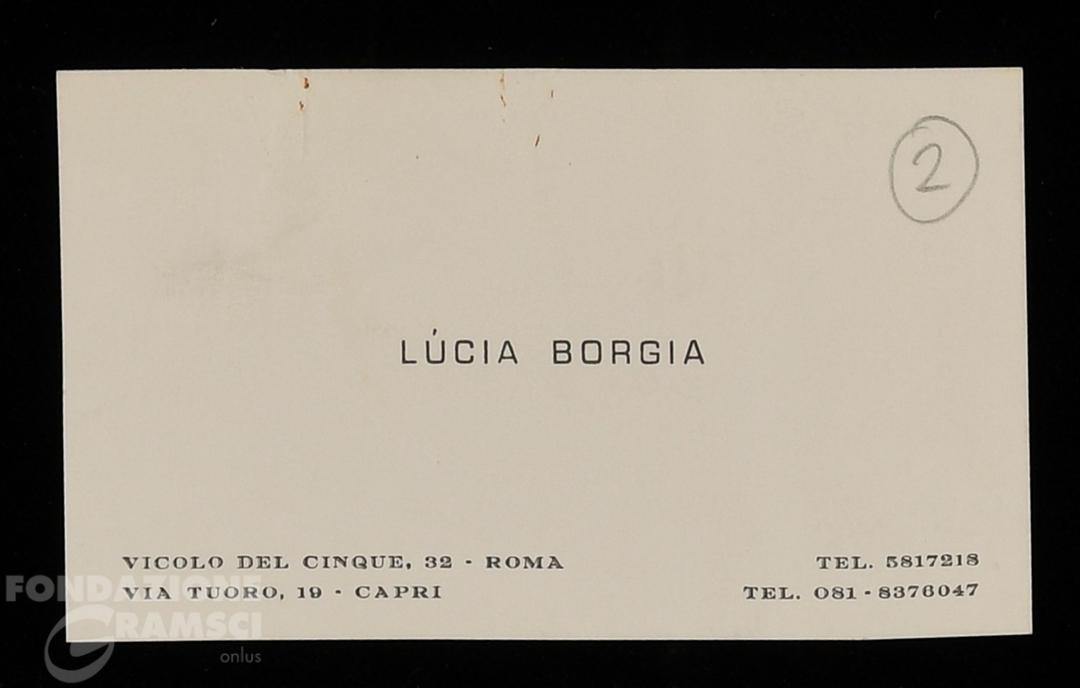 2
LÚCIA BORGIA
VICOLO DEL CINQUE, 32 - ROMA TEL. 5817218
VIA TUORO, 19 - CAPRI TEL. 081 - 8376047
FONDAZIONE
GRAMSCI
onlus